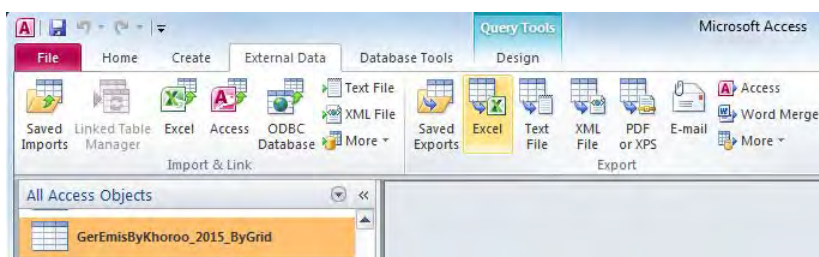 A
Query Tools
Microsoft Access
File
Home
Create
External Data
Database Tools
Design
Saved
Imports
Linked Table
Manager
Excel
Access
ODBC
Database
Text File
XML File
More
Import & Link
Saved
Exports
Excel
Text
File
XML
File
PDF
or XPS
E-mail
Access
Word Merge
More
Export
All Access Objects
«
GerEmisByKhoroo_2015_ByGrid